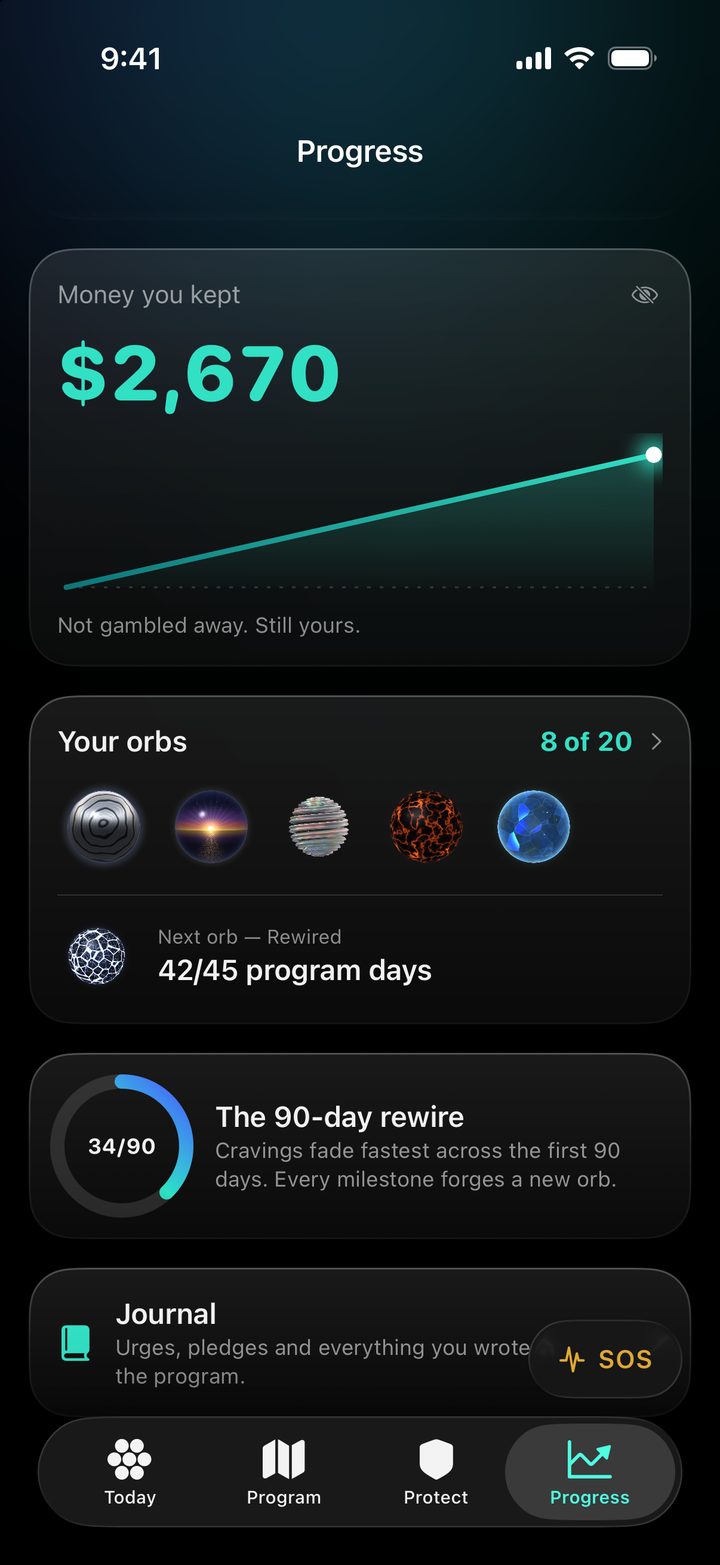 9:41
Progress
Money you kept
$2,670
Not gambled away. Still yours.
Your orbs
8 of 20
Next orb — Rewired
42/45 program days
34/90
The 90-day rewire
Cravings fade fastest across the first 90
days. Every milestone forges a new orb.
Journal
Urges, pledges and everything you wrote
the program.
SOS
Today
Program
Protect
Progress